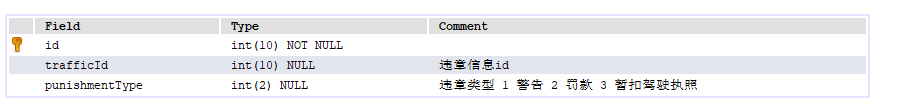 Field Type Comment
id int(10) NOT NULL
trafficId int(10) NULL 违章信息id
punishmentType int(2) NULL 违章类型 1 警告 2 罚款 3 暂扣驾驶执照